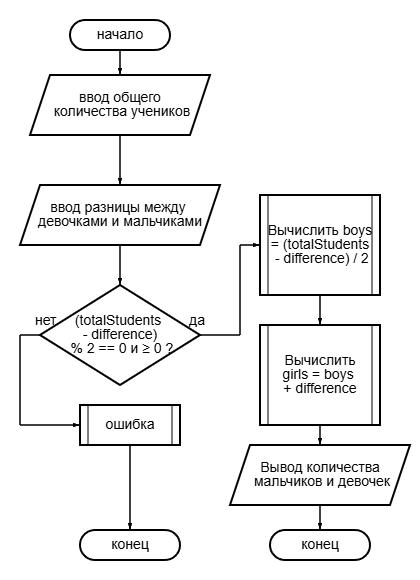 начало
ввод общего
количества учеников
ввод разницы между
девочками и мальчиками
нет
(totalStudents
- difference)
% 2 == 0 и ≥ 0 ?
да
ошибка
конец
Вычислить boys
= (totalStudents
- difference) / 2
Вычислить
girls = boys
+ difference
Вывод количества
мальчиков и девочек
конец